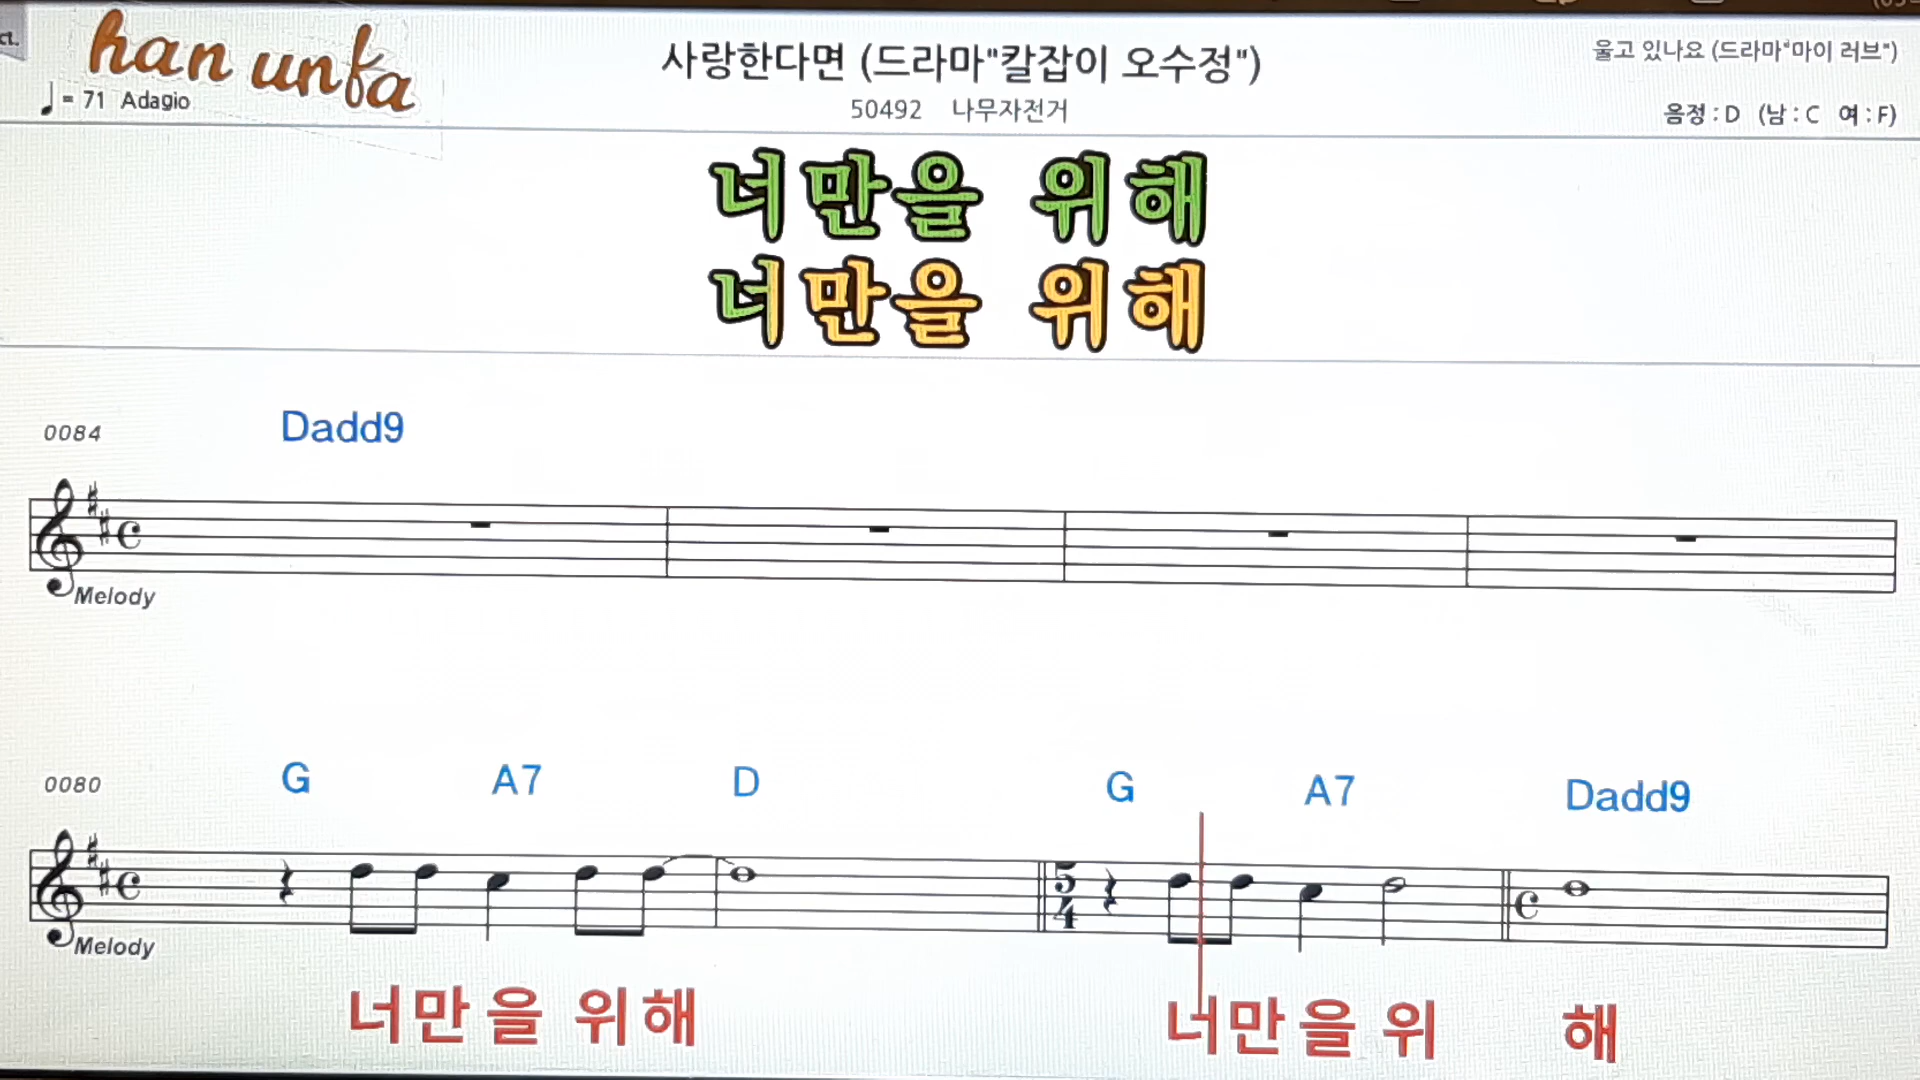 ct.
han unfa
사랑한다면 (드라마"칼잡이 오수정")
울고 있나요 (드라마"마이 러브")
♩= 71 Adagio
50492 나무자전거
음정 : D (남 : C 여 : F)
너만을 위해
너만을 위해
0084 Dadd9
Melody
0080 G A7 D G A7 Dadd9
5
4
Melody
너만을 위해 너만을 위 해